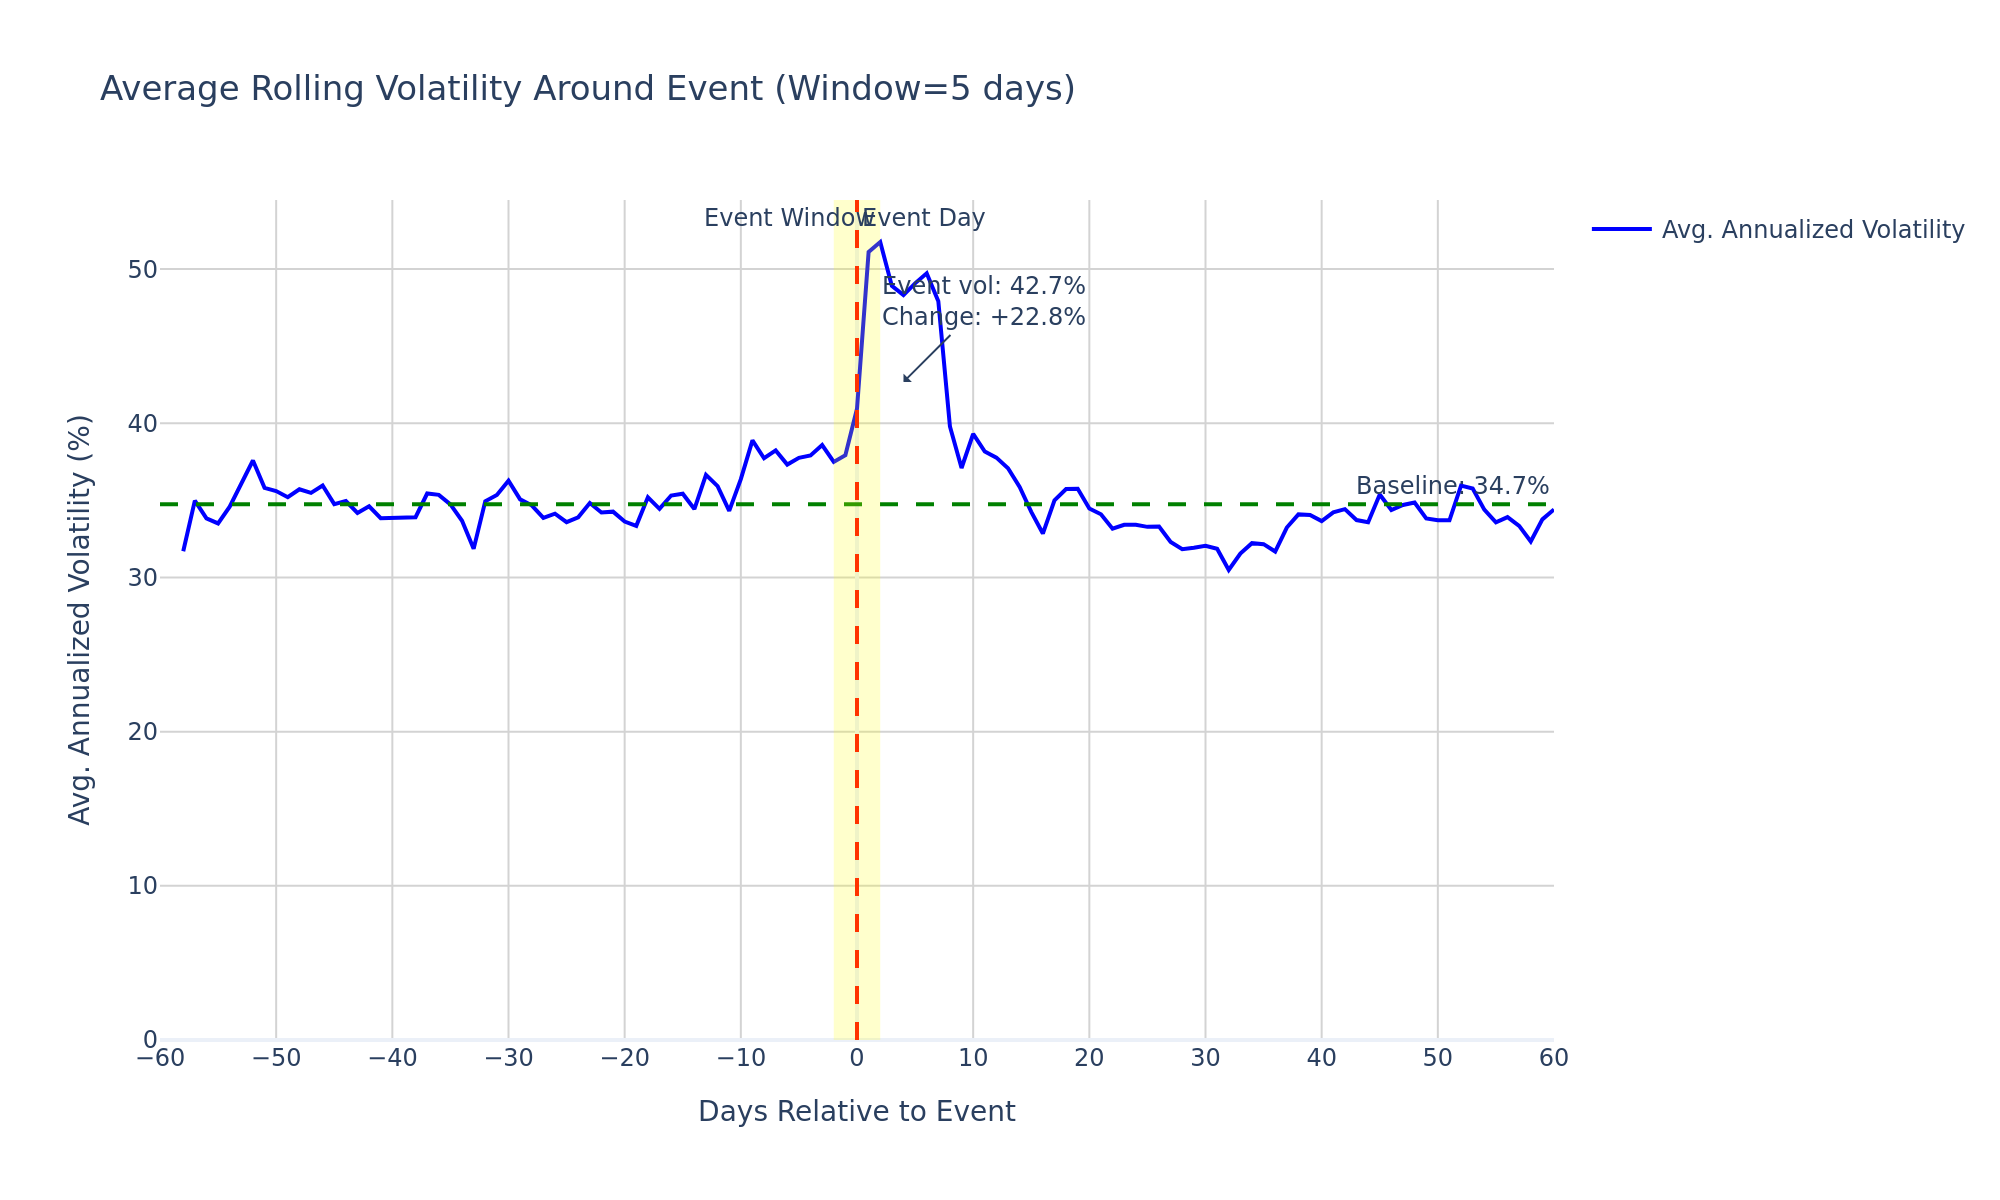 Average Rolling Volatility Around Event (Window=5 days)
Event Window
Event Day
Avg. Annualized Volatility
Event vol: 42.7%
Change: +22.8%
Baseline: 34.7%
Avg. Annualized Volatility (%)
50
40
30
20
10
0
−60
−50
−40
−30
−20
−10
0
10
20
30
40
50
60
Days Relative to Event